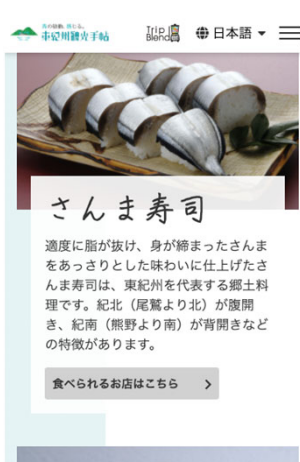 東紀州観光手帖
Trip
Blend
日本語
さんま寿司
適度に脂が抜け、身が締まったさんま
をあっさりとした味わいに仕上げたさ
んま寿司は、東紀州を代表する郷土料
理です。紀北（尾鷲より北）が腹開
き、紀南（熊野より南）が背開きなど
の特徴があります。
食べられるお店はこちら